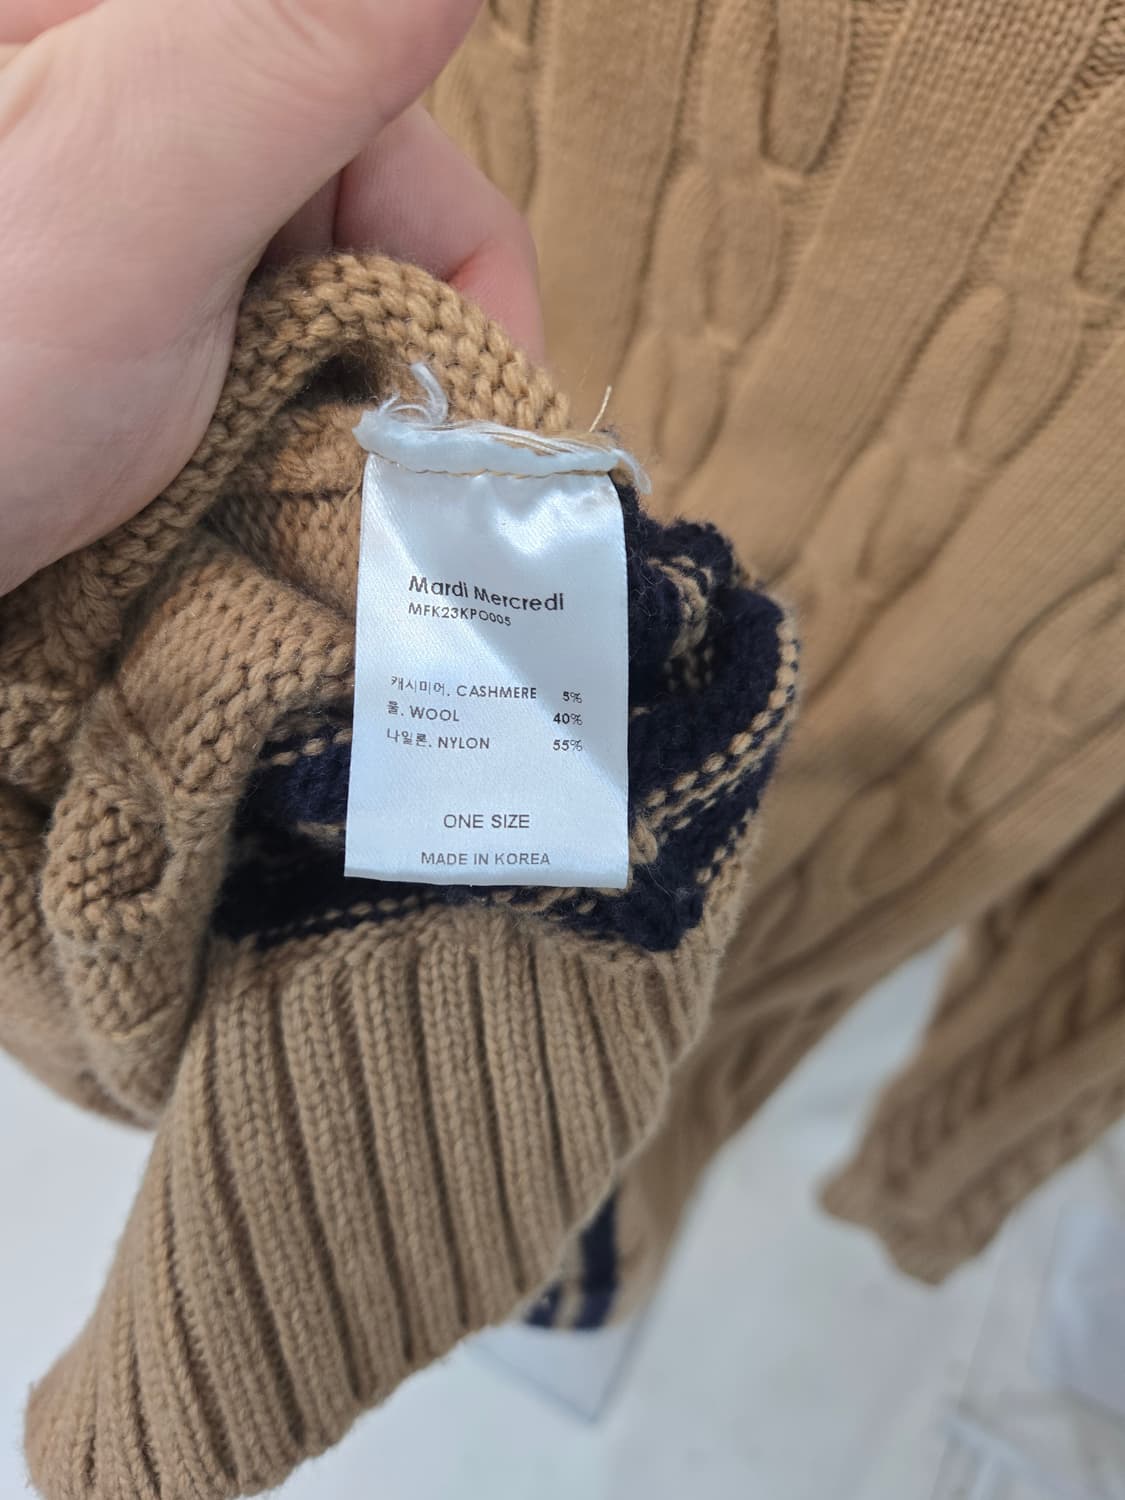 Mardi Mercredi
MFK23KPO005
캐시미어. CASHMERE 5%
울. WOOL 40%
나일론. NYLON 55%
ONE SIZE
MADE IN KOREA